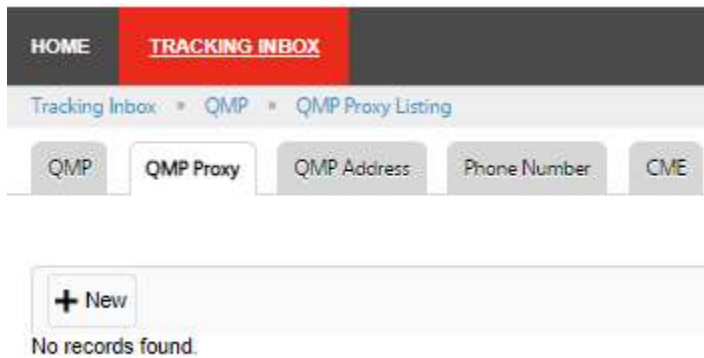 HOME TRACKING INBOX
Tracking Inbox » QMP » QMP Proxy Listing
QMP QMP Proxy QMP Address Phone Number CME
+ New
No records found.